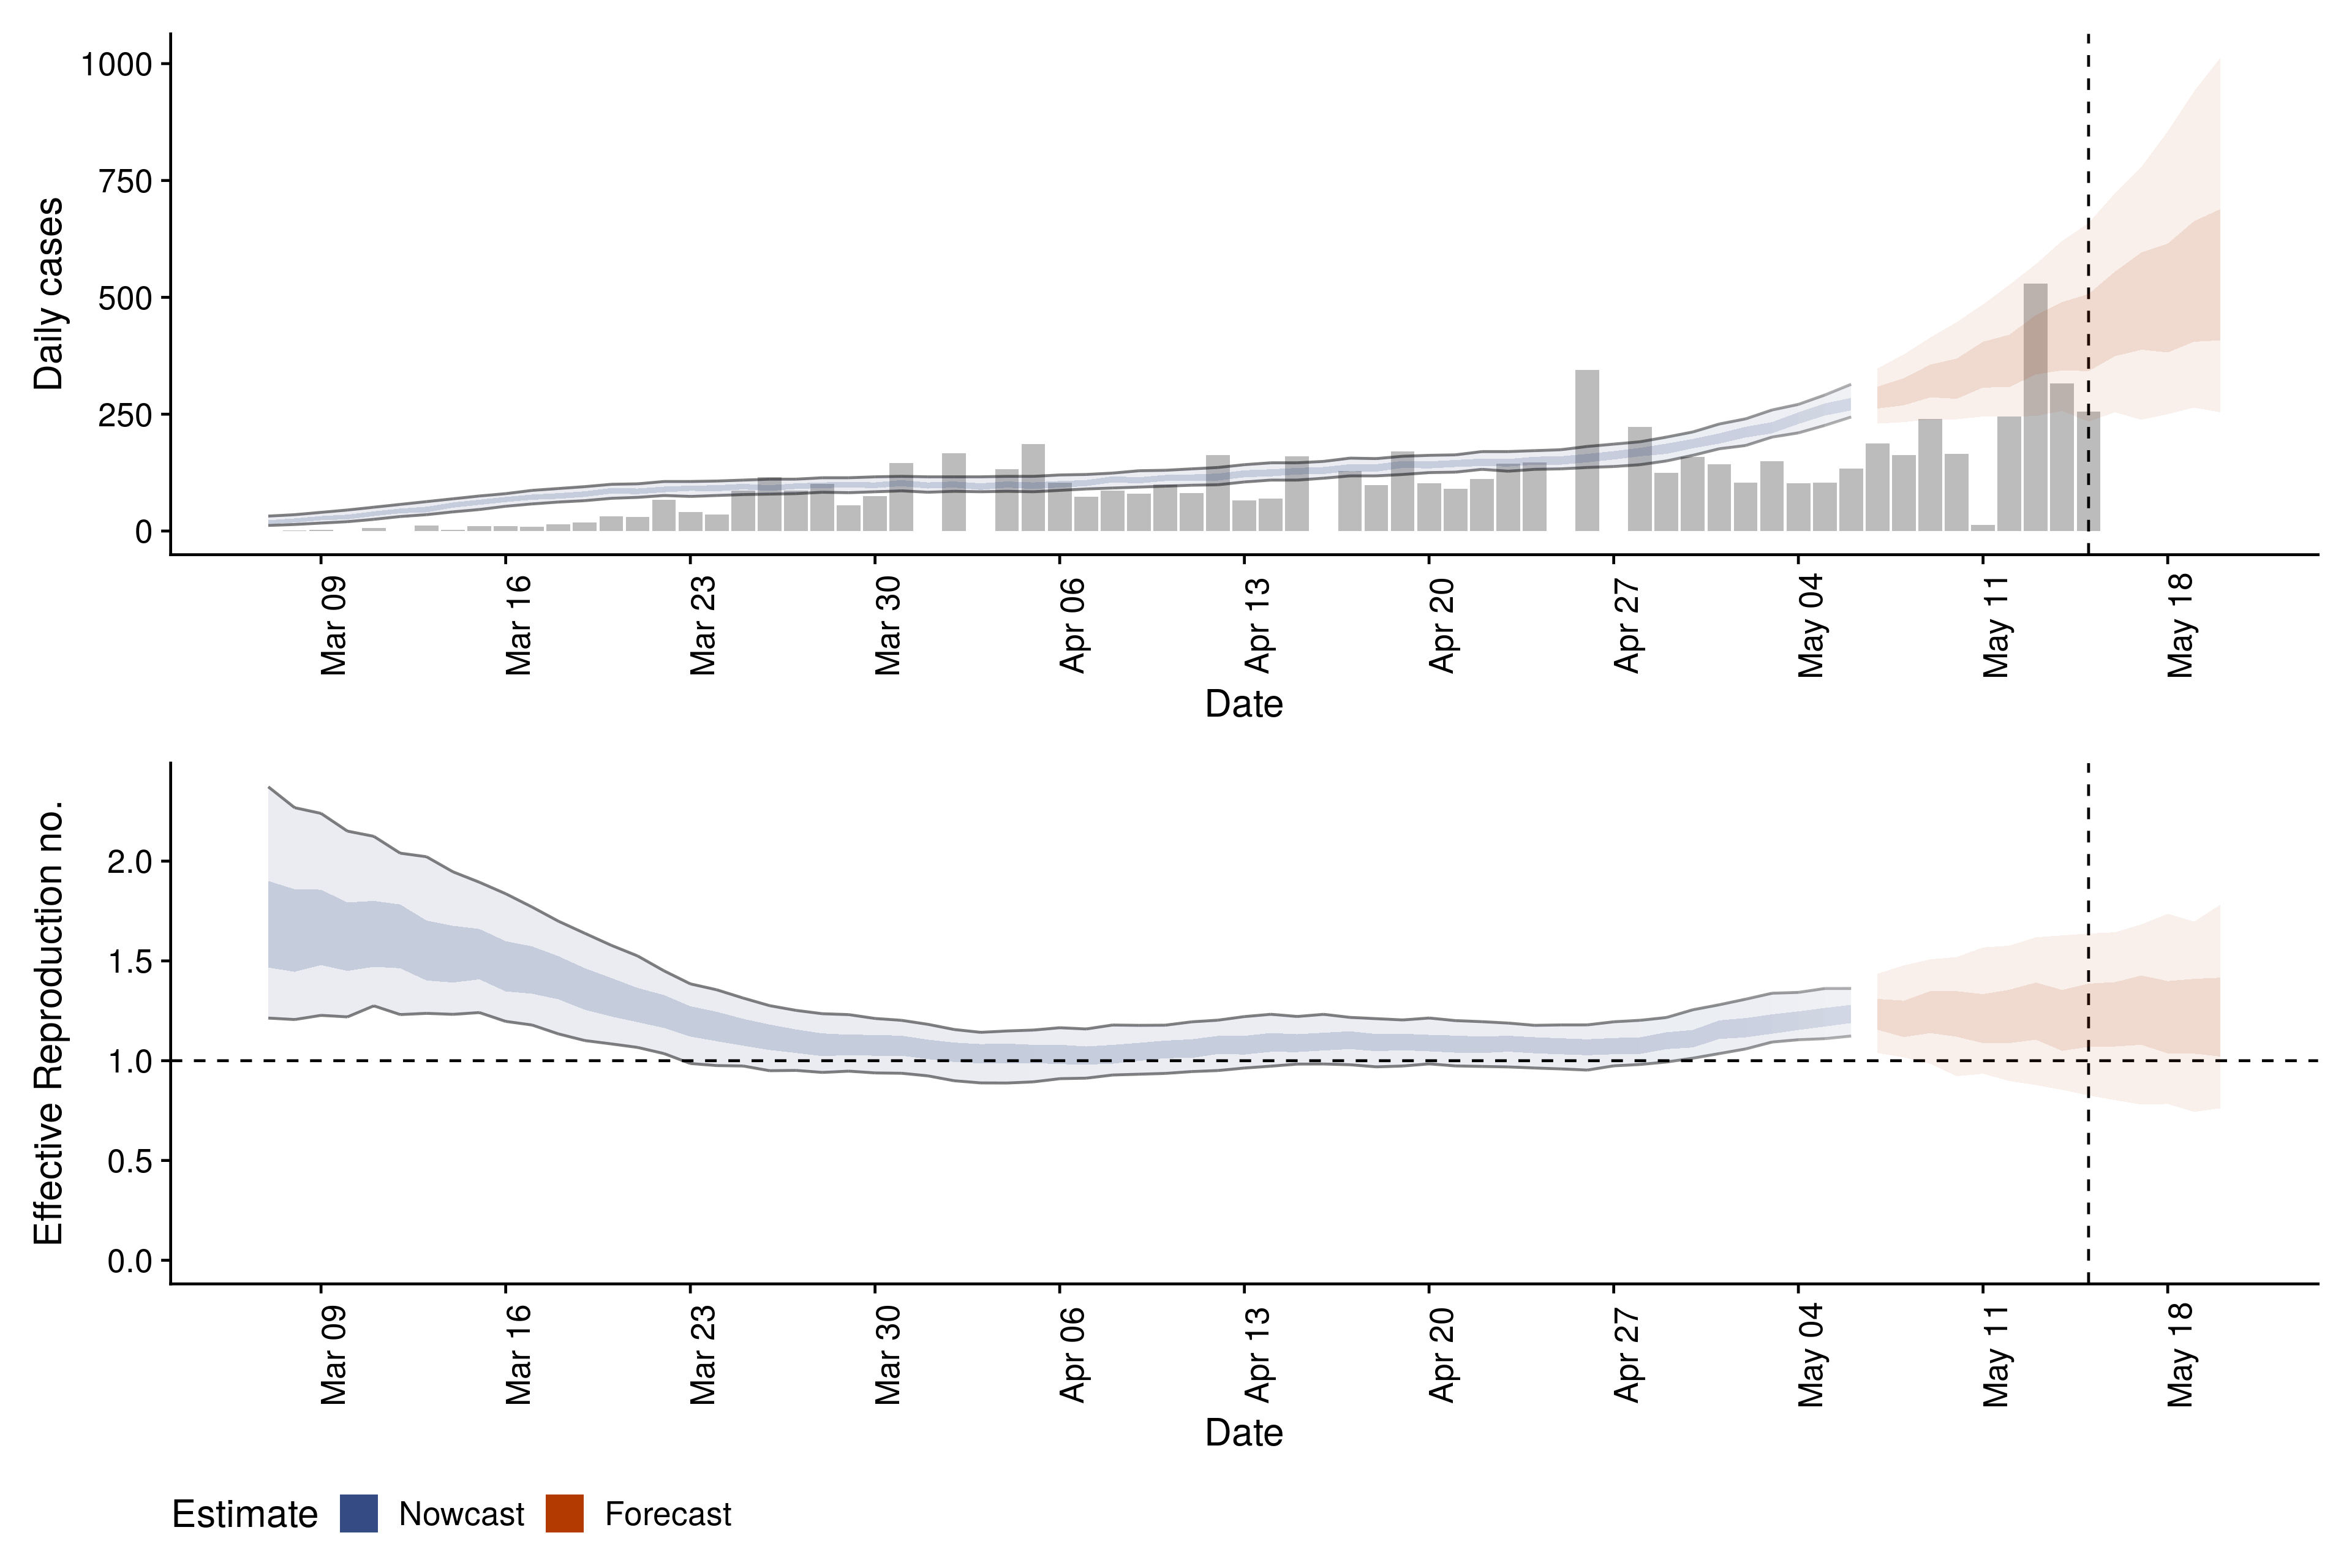 Daily cases
1000
750
500
250
0
Mar 09
Mar 16
Mar 23
Mar 30
Apr 06
Apr 13
Apr 20
Apr 27
May 04
May 11
May 18
Date
Effective Reproduction no.
2.0
1.5
1.0
0.5
0.0
Mar 09
Mar 16
Mar 23
Mar 30
Apr 06
Apr 13
Apr 20
Apr 27
May 04
May 11
May 18
Date
Estimate Nowcast Forecast